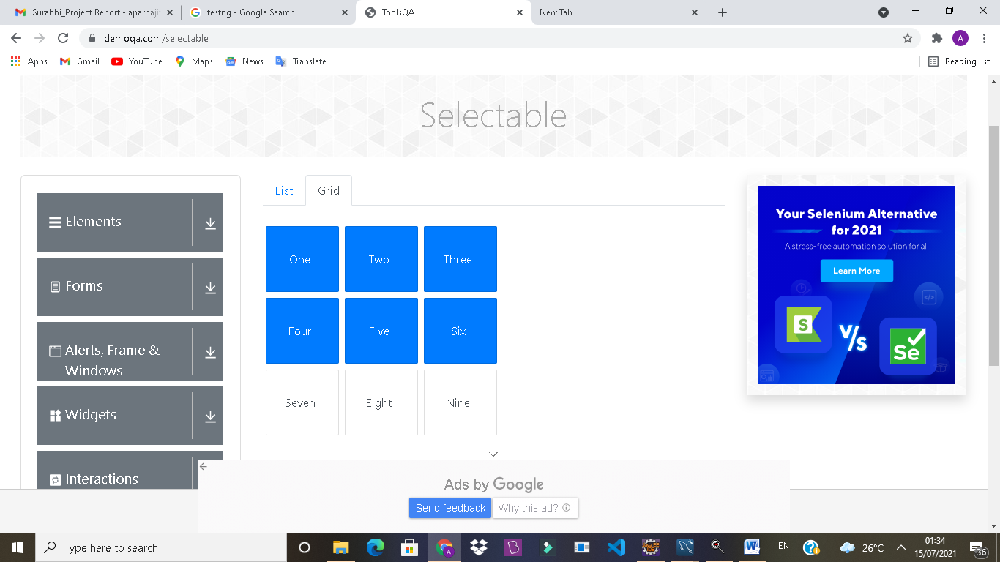 Surabhi_Project Report - aparnaji
testng - Google Search
ToolsQA
New Tab
demoqa.com/selectable
A
Apps
Gmail
YouTube
Maps
News
Translate
Reading list
Selectable
Elements
Forms
Alerts, Frame &
Windows
Widgets
Interactions
List
Grid
One
Two
Three
Four
Five
Six
Seven
Eight
Nine
Your Selenium Alternative
for 2021
A stress-free automation solution for all
Learn More
S
V/S
Se
Ads by Google
Send feedback
Why this ad?
Type here to search
A
EN
26°C
01:34
15/07/2021
36